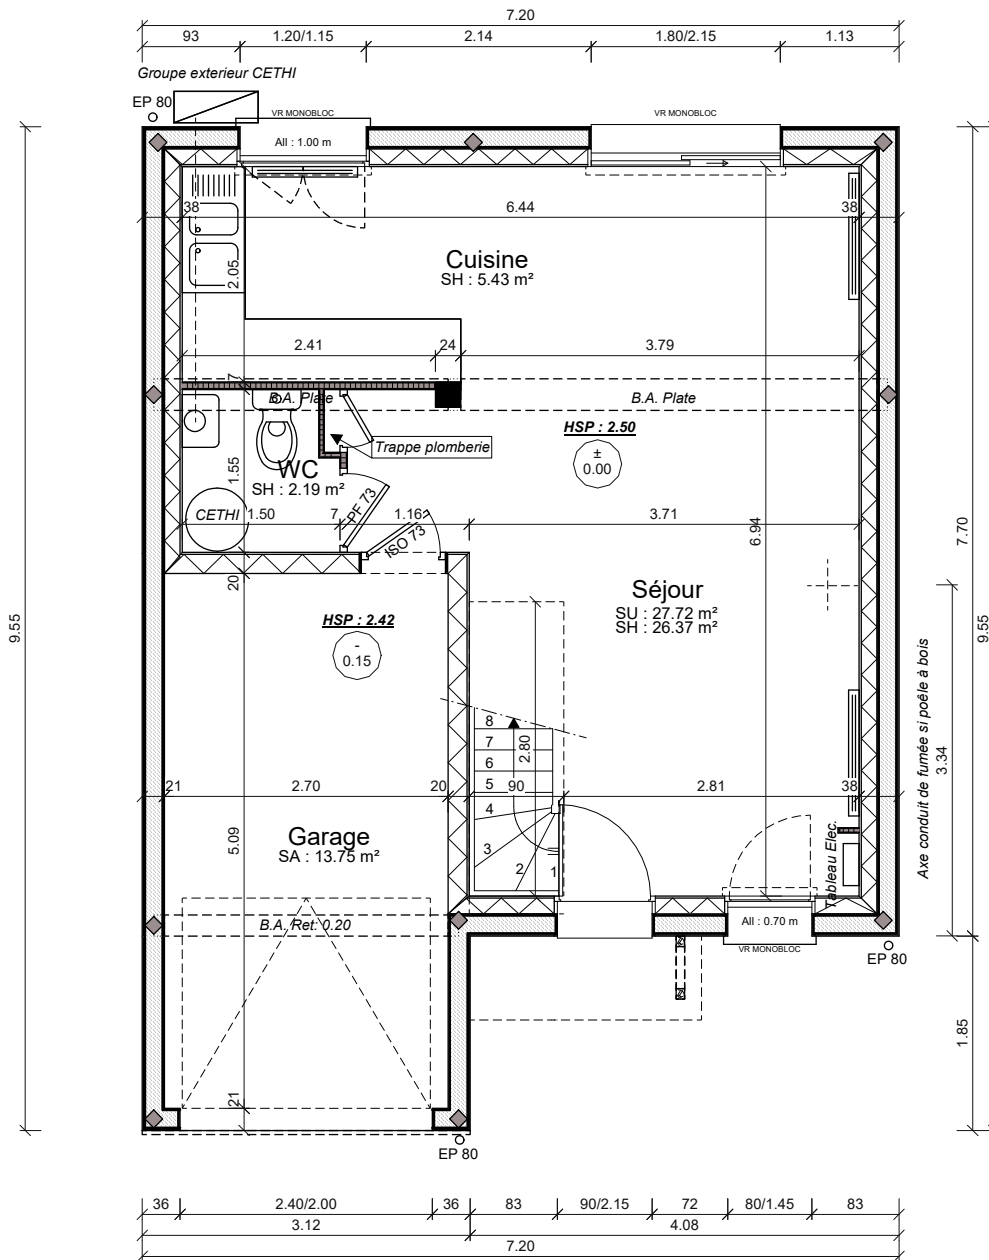 7.20
93 1.20/1.15 2.14 1.80/2.15 1.13
Groupe exterieur CETHI
EP 80
VR MONOBLOC
VR MONOBLOC
All : 1.00 m
38 6.44 38
Cuisine
SH : 5.43 m²
2.05
2.41 24 3.79
7
B.A. Plate
B.A. Plate
HSP : 2.50
±
0.00
Trappe plomberie
WC
SH : 2.19 m²
1.55
PF 73
CETHI
1.50 7 1.16 3.71
ISO 73
6.94
7.70
20
Séjour
SU : 27.72 m²
SH : 26.37 m²
HSP : 2.42
-
0.15
9.55
9.55
Axe conduit de fumée si poêle à bois
3.34
8
7
6
5
4
3
2
1
2.80
21 2.70 20 90 2.81 38
Garage
SA : 13.75 m²
5.09
Tableau Elec.
B.A. Ret. 0.20
All : 0.70 m
VR MONOBLOC
EP 80
1.85
21
EP 80
36 2.40/2.00 36 83 90/2.15 72 80/1.45 83
3.12 4.08
7.20